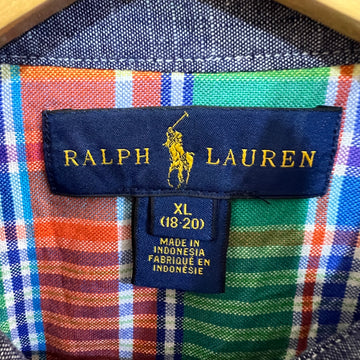 RALPH LAUREN
XL
(18-20)
MADE IN
INDONESIA
FABRIQUÉ EN
INDONÉSIE